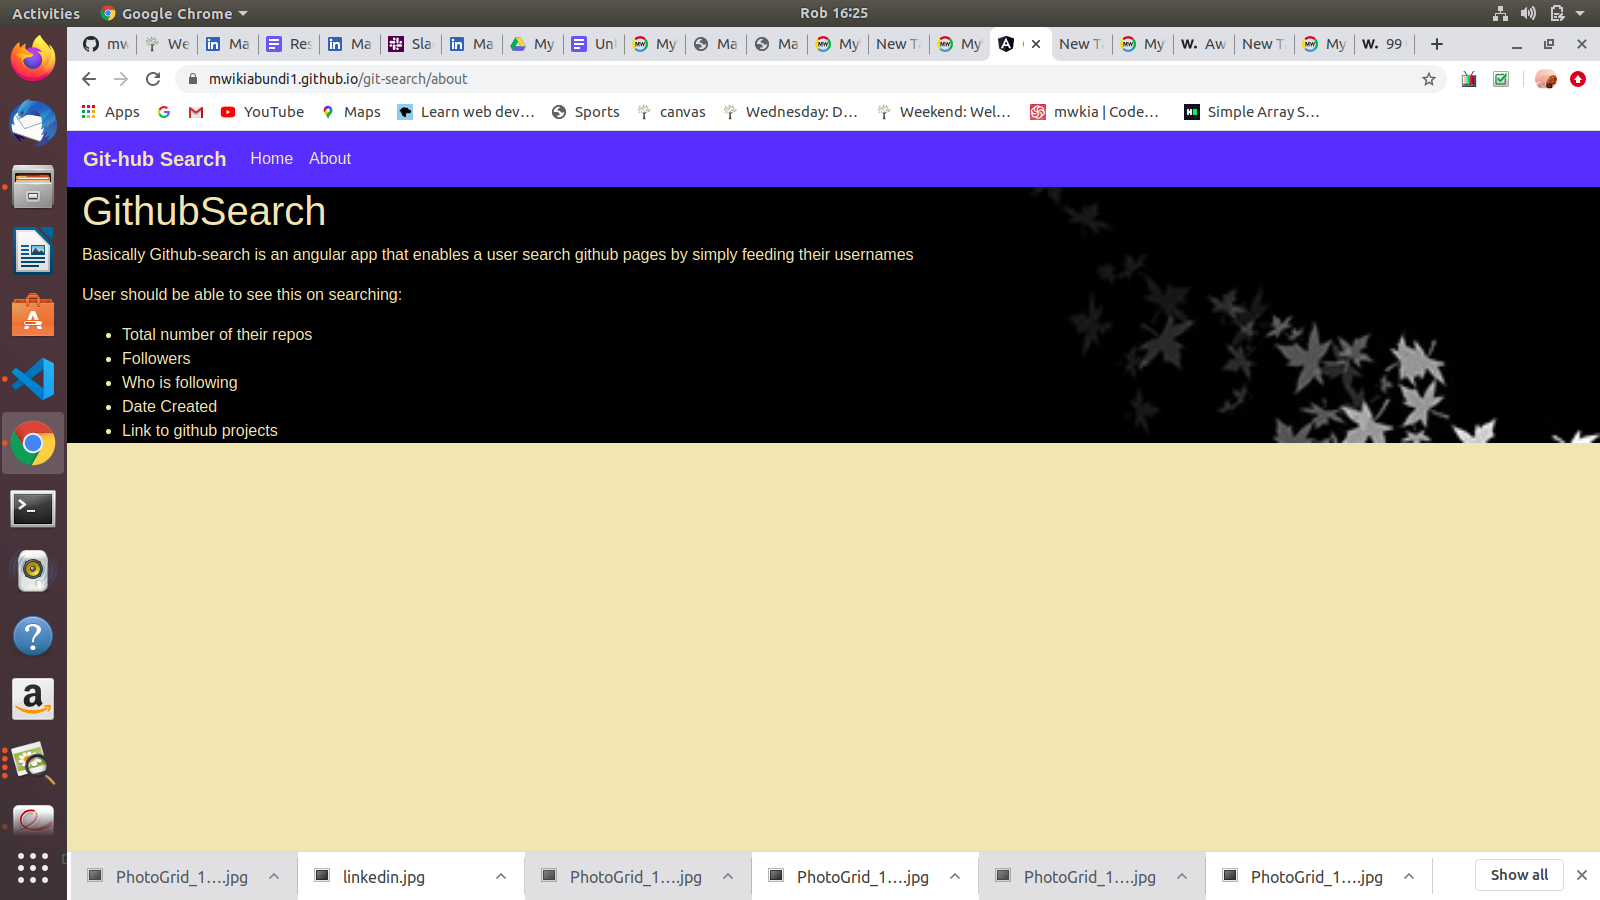 Activities Google Chrome Rob 16:25
mw We Ma Res Ma Sla Ma My Un My Ma Ma My New T My New T My Aw New T My 99
mwikiabundi1.github.io/git-search/about
Apps YouTube Maps Learn web dev... Sports canvas Wednesday: D... Weekend: Wel... mwkia | Code... Simple Array S...
Git-hub Search Home About
GithubSearch
Basically Github-search is an angular app that enables a user search github pages by simply feeding their usernames
User should be able to see this on searching:
• Total number of their repos
• Followers
• Who is following
• Date Created
• Link to github projects
PhotoGrid_1....jpg linkedin.jpg PhotoGrid_1....jpg PhotoGrid_1....jpg PhotoGrid_1....jpg PhotoGrid_1....jpg Show all